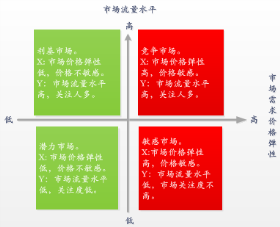 市场流量水平
高
利基市场。
X: 市场价格弹性
低，价格不敏感。
Y: 市场流量水平
高，关注人多。
竞争市场。
X: 市场价格弹性
高，价格敏感。
Y: 市场流量水平
高，关注人多。
低
高
市场需求价格弹性
潜力市场。
X: 市场价格弹性
低，价格不敏感。
Y: 市场流量水平
低，关注度低。
敏感市场。
X: 市场价格弹性
高，价格敏感。
Y: 市场流量水平
低，市场关注度不
高。
低